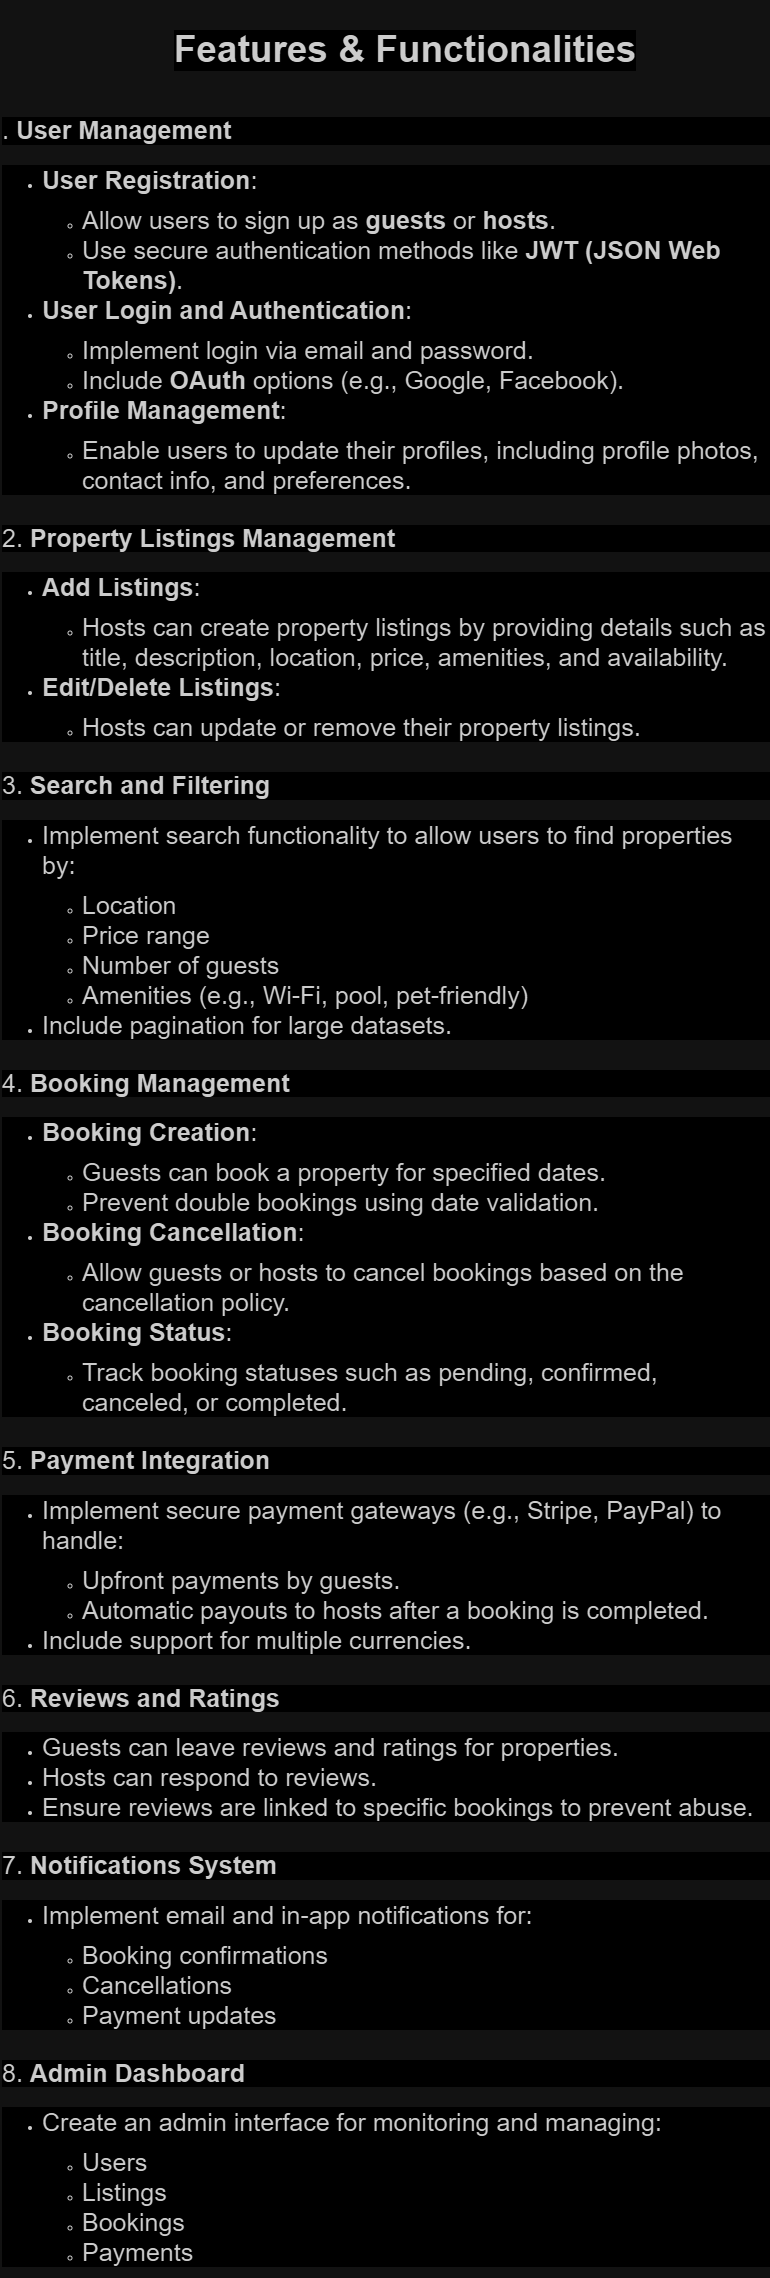 Features & Functionalities
. User Management
• User Registration:
◦ Allow users to sign up as guests or hosts.
◦ Use secure authentication methods like JWT (JSON Web
Tokens).
• User Login and Authentication:
◦ Implement login via email and password.
◦ Include OAuth options (e.g., Google, Facebook).
• Profile Management:
◦ Enable users to update their profiles, including profile photos,
contact info, and preferences.
2. Property Listings Management
• Add Listings:
◦ Hosts can create property listings by providing details such as
title, description, location, price, amenities, and availability.
• Edit/Delete Listings:
◦ Hosts can update or remove their property listings.
3. Search and Filtering
• Implement search functionality to allow users to find properties
by:
◦ Location
◦ Price range
◦ Number of guests
◦ Amenities (e.g., Wi-Fi, pool, pet-friendly)
• Include pagination for large datasets.
4. Booking Management
• Booking Creation:
◦ Guests can book a property for specified dates.
◦ Prevent double bookings using date validation.
• Booking Cancellation:
◦ Allow guests or hosts to cancel bookings based on the
cancellation policy.
• Booking Status:
◦ Track booking statuses such as pending, confirmed,
canceled, or completed.
5. Payment Integration
• Implement secure payment gateways (e.g., Stripe, PayPal) to
handle:
◦ Upfront payments by guests.
◦ Automatic payouts to hosts after a booking is completed.
• Include support for multiple currencies.
6. Reviews and Ratings
• Guests can leave reviews and ratings for properties.
• Hosts can respond to reviews.
• Ensure reviews are linked to specific bookings to prevent abuse.
7. Notifications System
• Implement email and in-app notifications for:
◦ Booking confirmations
◦ Cancellations
◦ Payment updates
8. Admin Dashboard
• Create an admin interface for monitoring and managing:
◦ Users
◦ Listings
◦ Bookings
◦ Payments